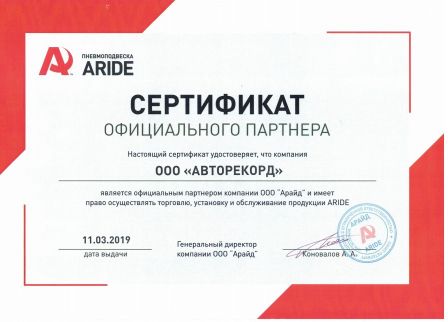 ПНЕВМОПОДВЕСКА
ARIDE
СЕРТИФИКАТ
ОФИЦИАЛЬНОГО ПАРТНЕРА
Настоящий сертификат удостоверяет, что компания
ООО «АВТОРЕКОРД»
является официальным партнером компании ООО "Арайд" и имеет
право осуществлять торговлю, установку и обслуживание продукции ARIDE
11.03.2019
дата выдачи
Генеральный директор
компании ООО "Арайд"
Коновалов А. А.
АРАЙД
ARIDE